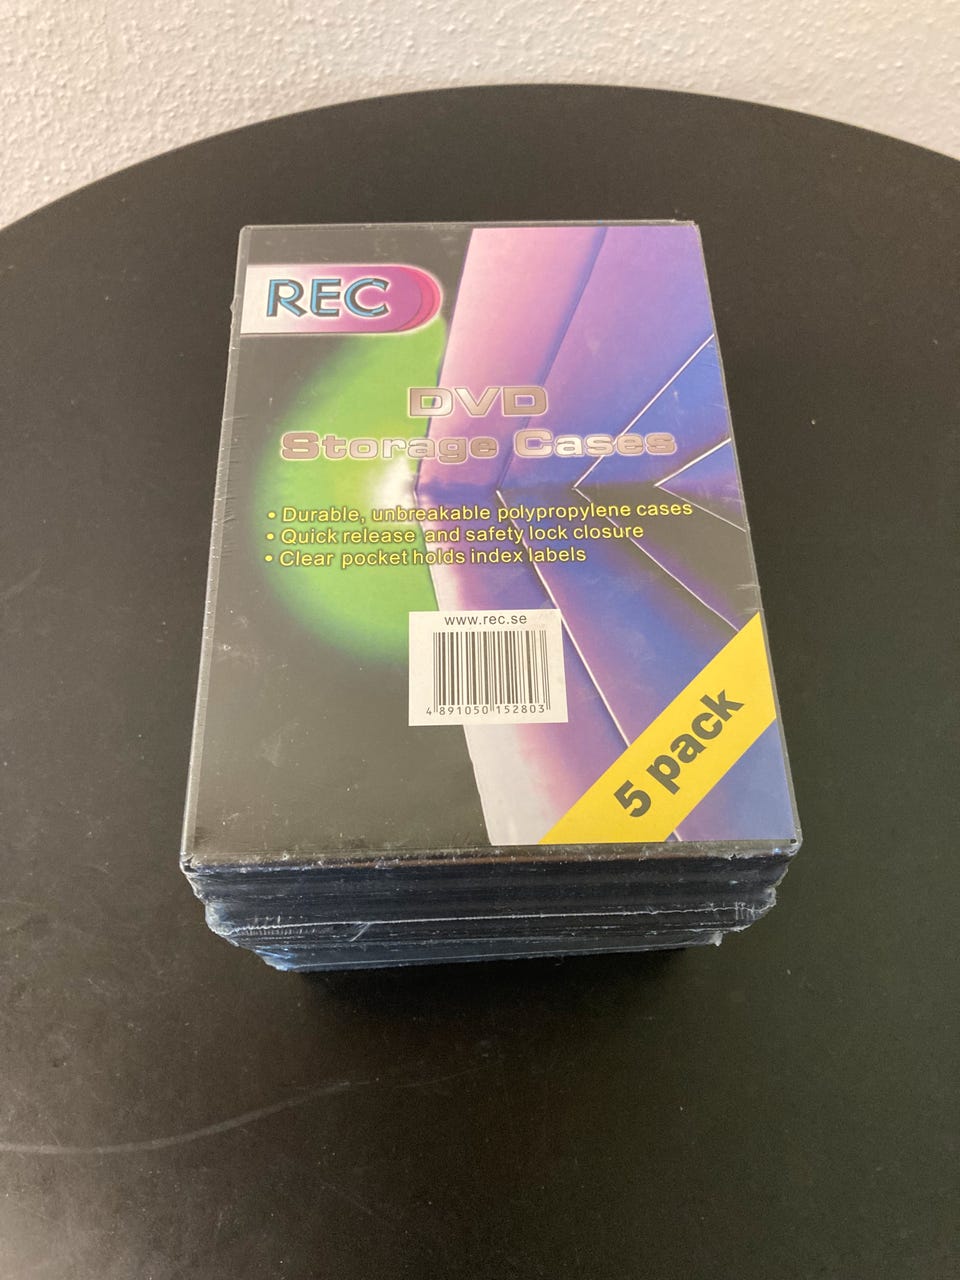 REC
DVD
Storage Cases
• Durable, unbreakable polypropylene cases
• Quick release and safety lock closure
• Clear pocket holds index labels
www.rec.se
4 891050 152803
5 pack